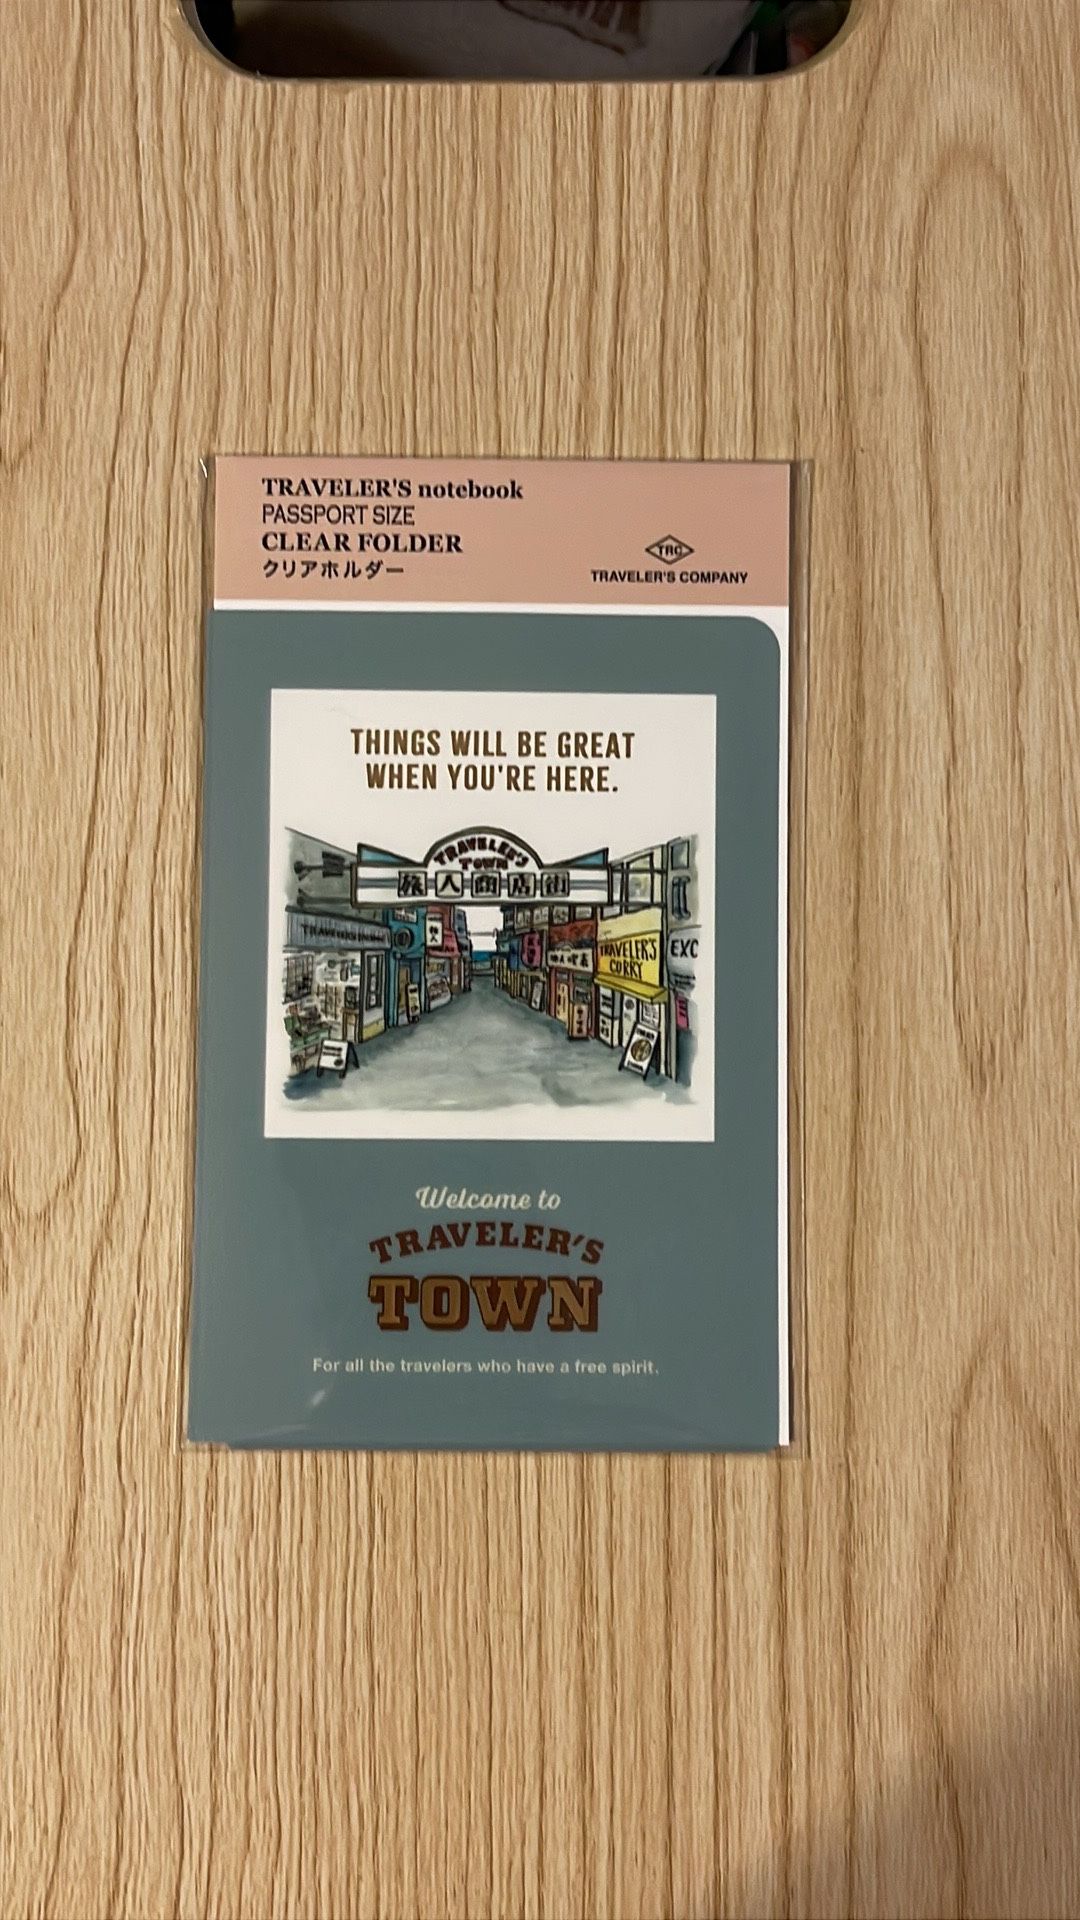 TRAVELER'S notebook
PASSPORT SIZE
CLEAR FOLDER
クリアホルダー
TRC
TRAVELER'S COMPANY
THINGS WILL BE GREAT
WHEN YOU'RE HERE.
TRAVELER'S
TOWN
旅人商店街
TRAVELER'S
CURRY
EXC
Welcome to
TRAVELER'S
TOWN
For all the travelers who have a free spirit.